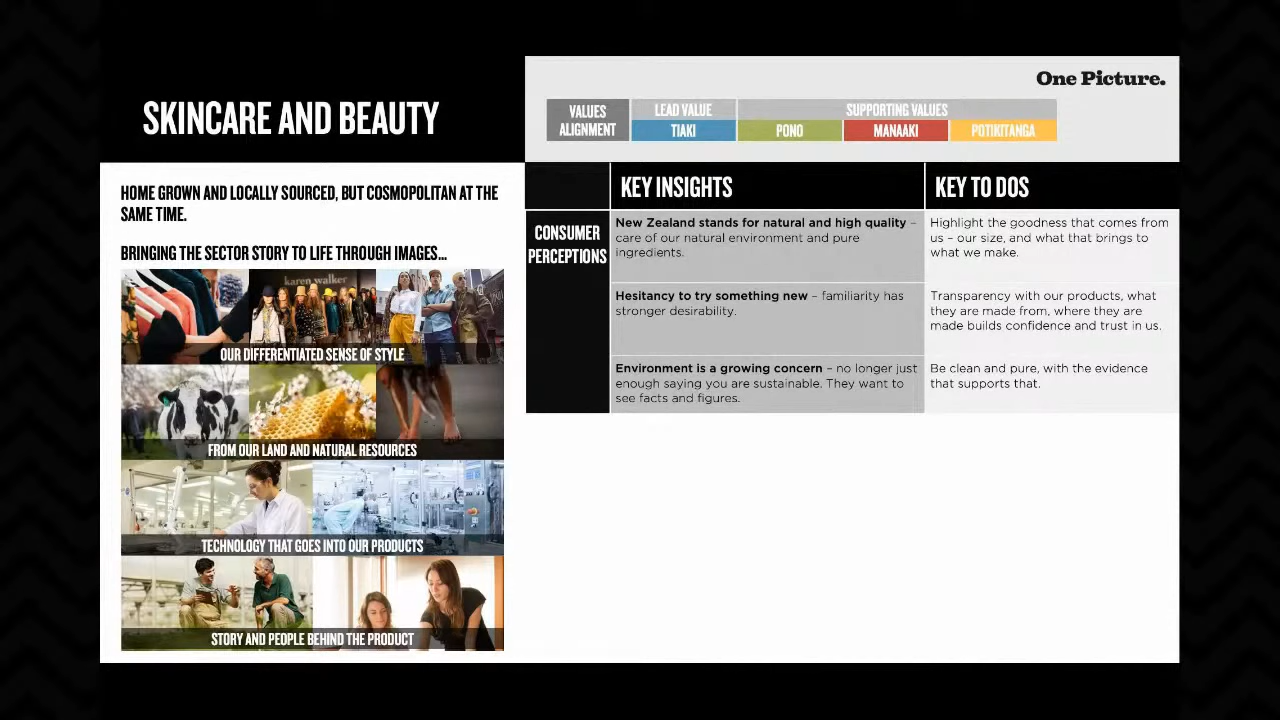 SKINCARE AND BEAUTY
One Picture.
VALUES
ALIGNMENT
LEAD VALUE
SUPPORTING VALUES
TIAKI
PONO
MANAAKI
POTIKITANGA
HOME GROWN AND LOCALLY SOURCED, BUT COSMOPOLITAN AT THE
SAME TIME.
BRINGING THE SECTOR STORY TO LIFE THROUGH IMAGES...
karen walker
OUR DIFFERENTIATED SENSE OF STYLE
FROM OUR LAND AND NATURAL RESOURCES
TECHNOLOGY THAT GOES INTO OUR PRODUCTS
STORY AND PEOPLE BEHIND THE PRODUCT
KEY INSIGHTS
KEY TO DOS
CONSUMER
PERCEPTIONS
New Zealand stands for natural and high quality –
care of our natural environment and pure
ingredients.
Highlight the goodness that comes from
us – our size, and what that brings to
what we make.
Hesitancy to try something new – familiarity has
stronger desirability.
Transparency with our products, what
they are made from, where they are
made builds confidence and trust in us.
Environment is a growing concern – no longer just
enough saying you are sustainable. They want to
see facts and figures.
Be clean and pure, with the evidence
that supports that.